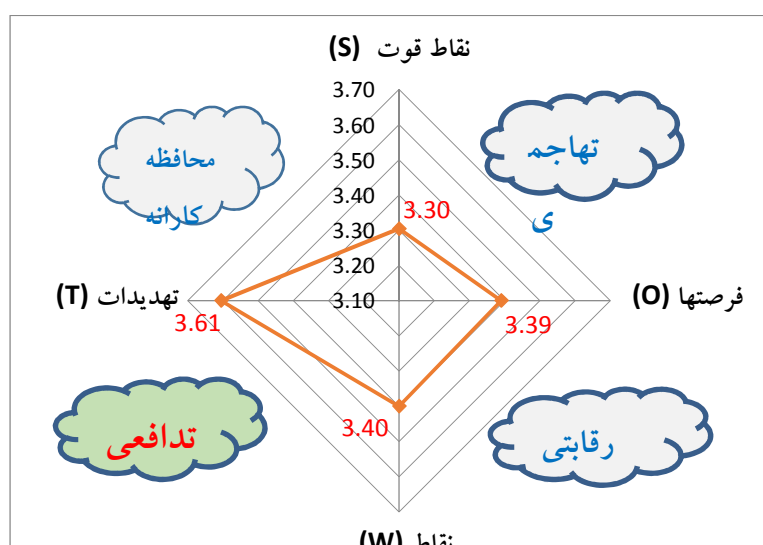 نقاط قوت (S)
3.70
3.60
3.50
3.40
3.30
3.20
3.10
3.30
تهاجم
ی
محافظه
کارانه
تهدیدات (T)
3.61
فرصتها (O)
3.39
3.40
تدافعی
رقابتی
نقاط (W)